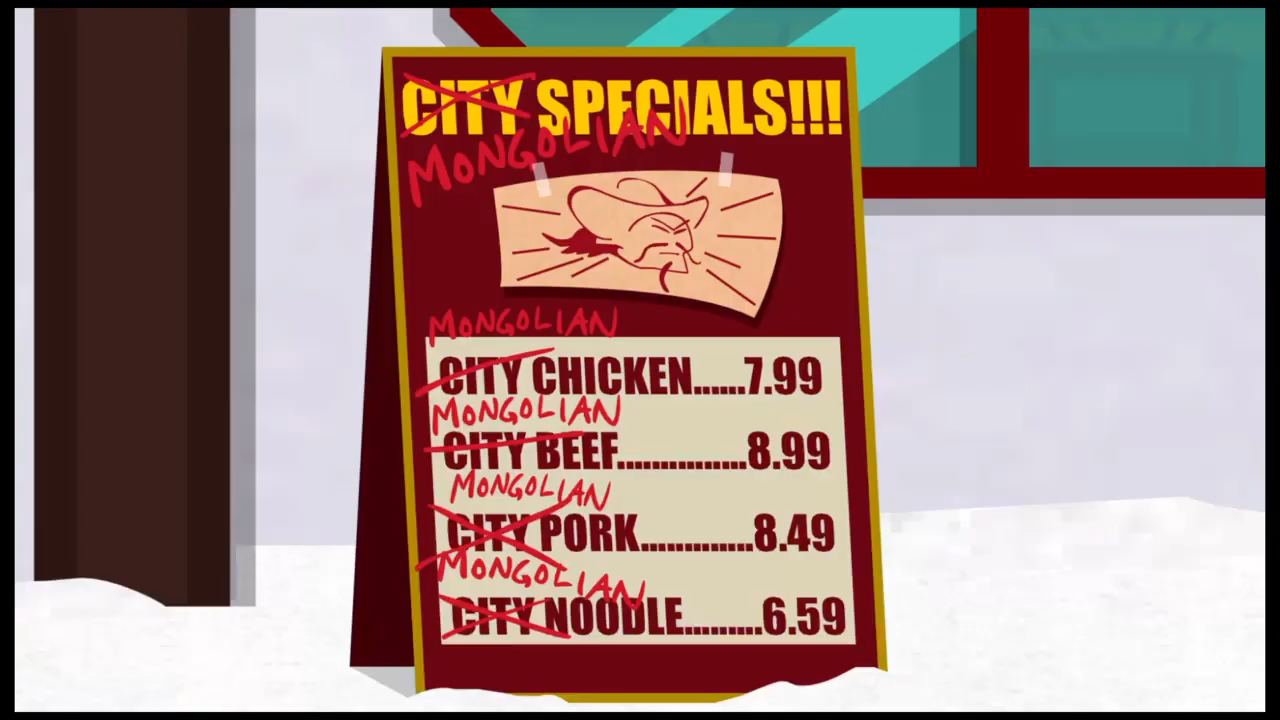 CITY SPECIALS!!!
MONGOLIAN
MONGOLIAN
CITY CHICKEN......7.99
MONGOLIAN
CITY BEEF...............8.99
MONGOLIAN
CITY PORK.............8.49
MONGOLIAN
CITY NOODLE.........6.59